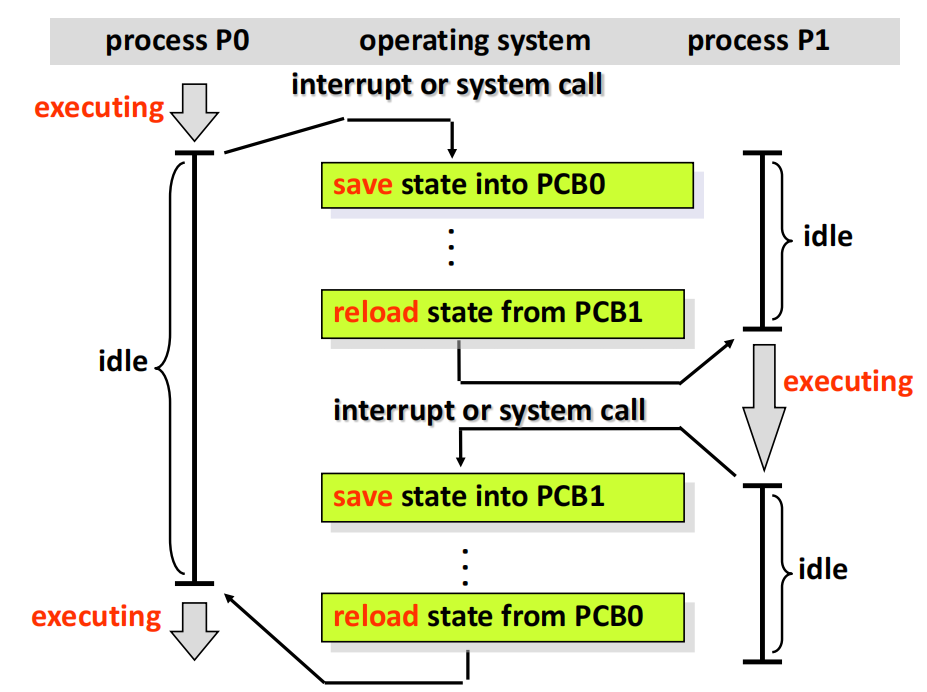 process P0 operating system process P1
interrupt or system call
executing
save state into PCB0
idle
reload state from PCB1
idle
executing
interrupt or system call
save state into PCB1
idle
reload state from PCB0
executing